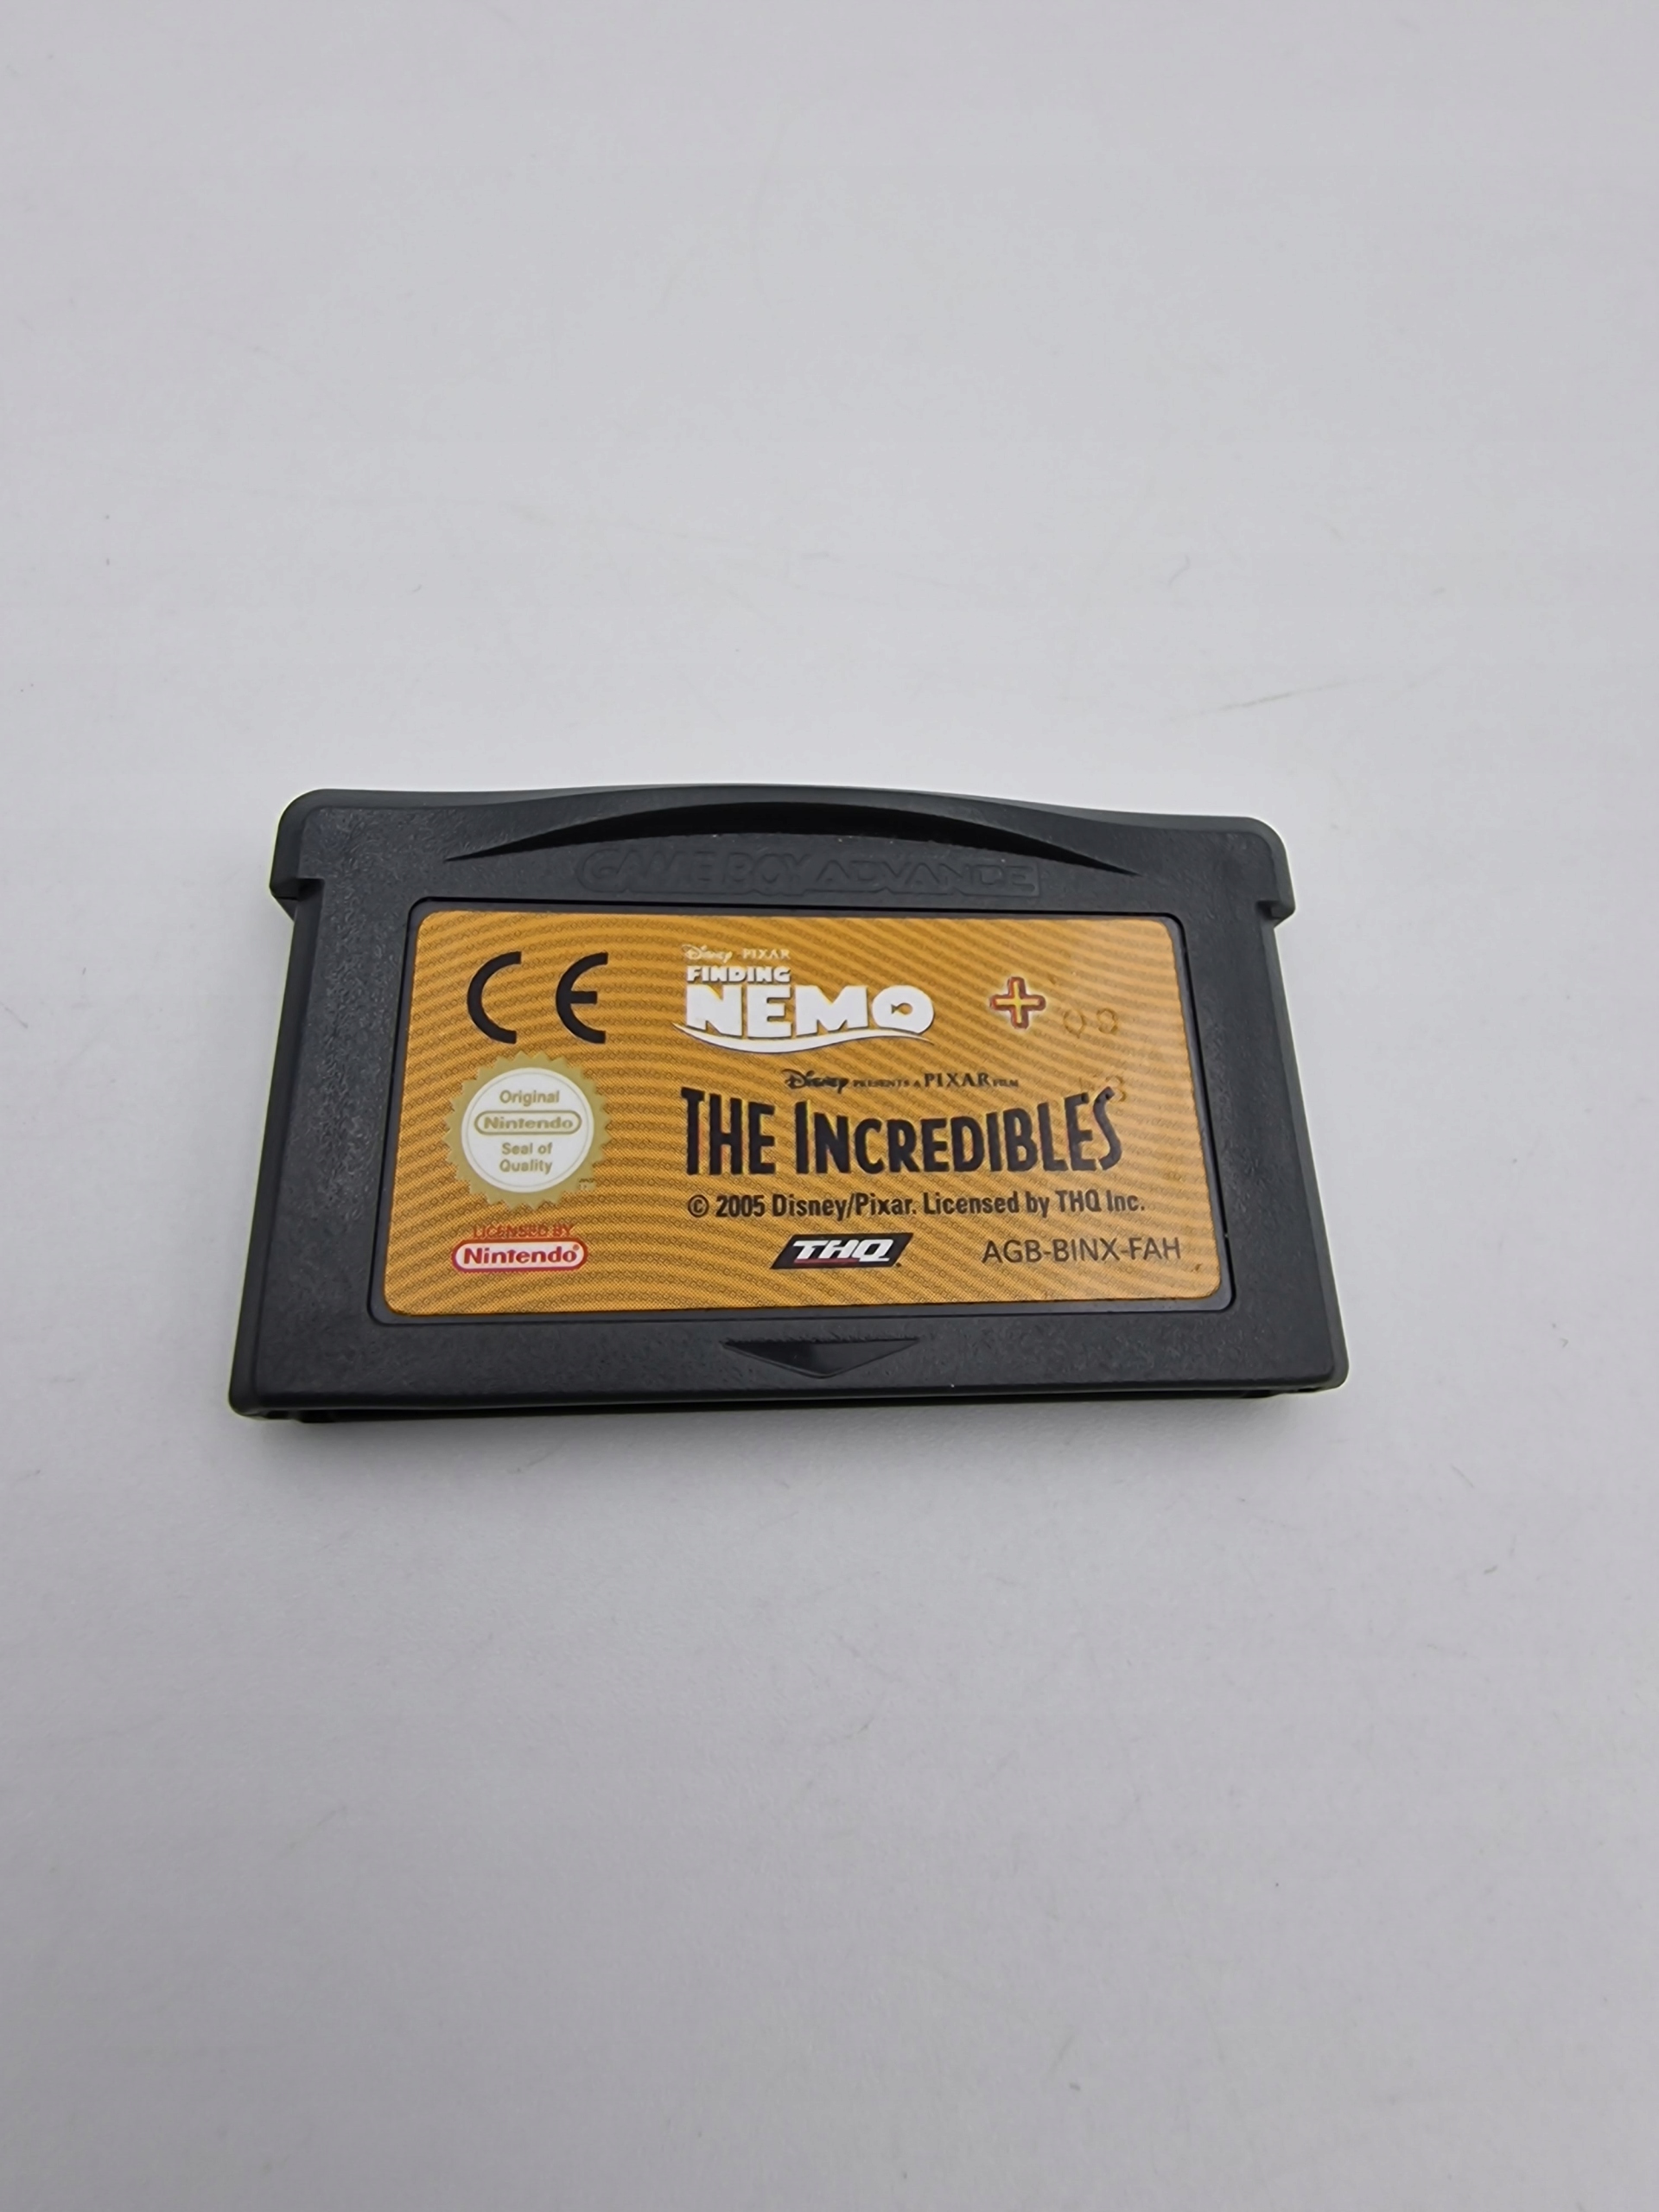 GAME BOY ADVANCE
CE
Disney PIXAR
FINDING
NEMO
+
Disney PRESENTS A PIXAR FILM
THE INCREDIBLES
© 2005 Disney/Pixar. Licensed by THQ Inc.
THQ
AGB-BINX-FAH
Original
Nintendo
Seal of
Quality
LICENSED BY
Nintendo®